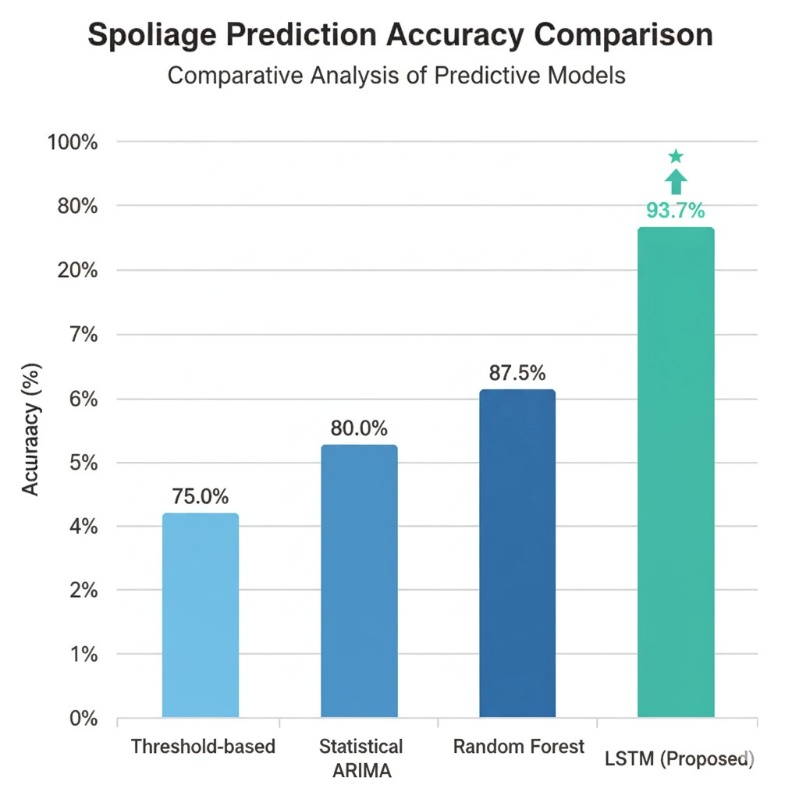 Spoliage Prediction Accuracy Comparison
Comparative Analysis of Predictive Models
100%
80%
20%
7%
6%
5%
4%
2%
1%
0%
Acuraacy (%)
75.0%
80.0%
87.5%
93.7%
Threshold-based
Statistical
ARIMA
Random Forest
LSTM (Proposed)